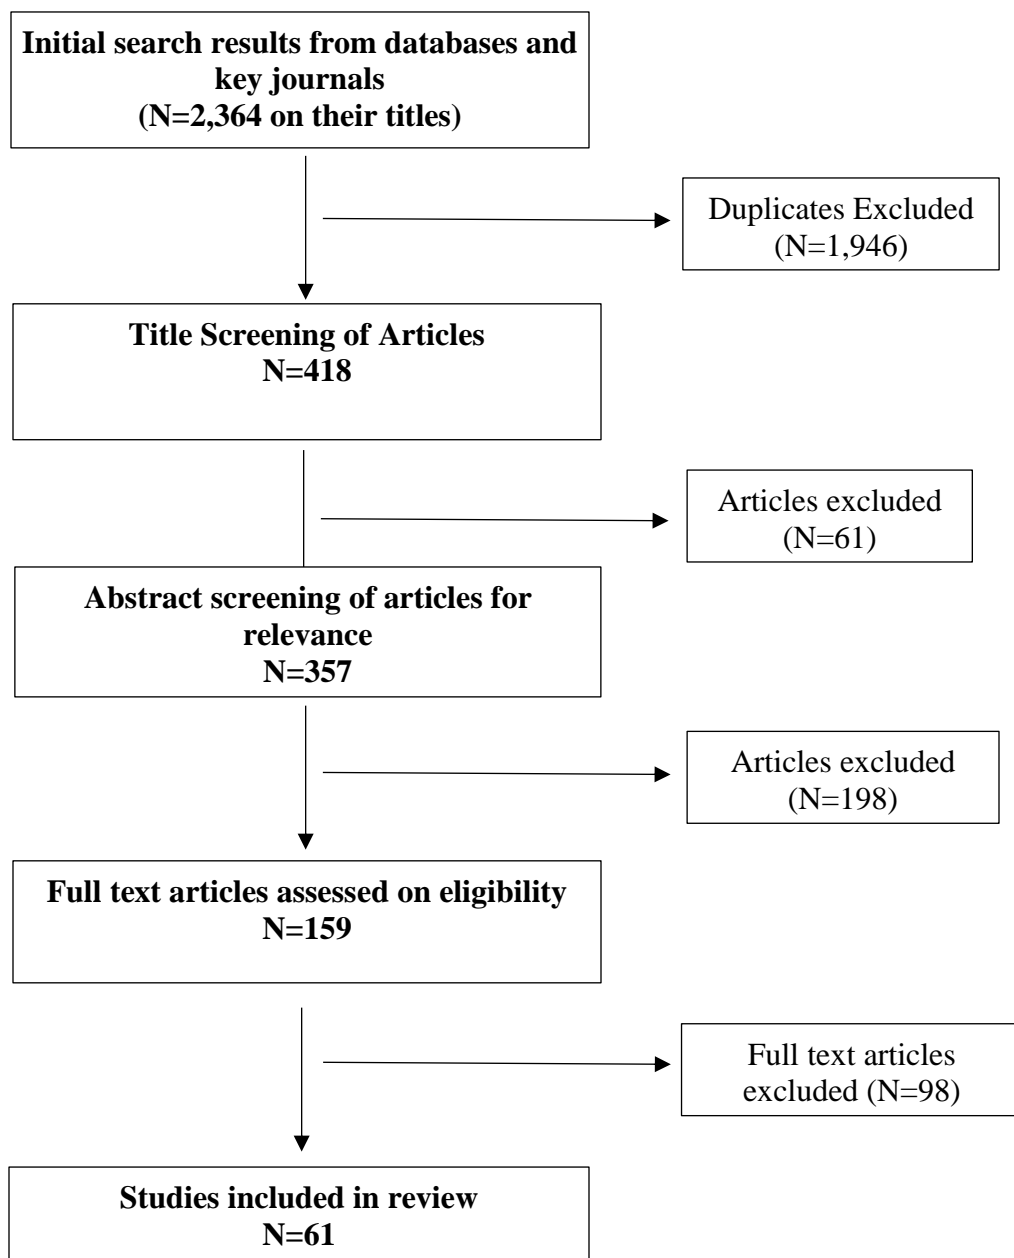 Initial search results from databases and
key journals
(N=2,364 on their titles)
Duplicates Excluded
(N=1,946)
Title Screening of Articles
N=418
Articles excluded
(N=61)
Abstract screening of articles for
relevance
N=357
Articles excluded
(N=198)
Full text articles assessed on eligibility
N=159
Full text articles
excluded (N=98)
Studies included in review
N=61